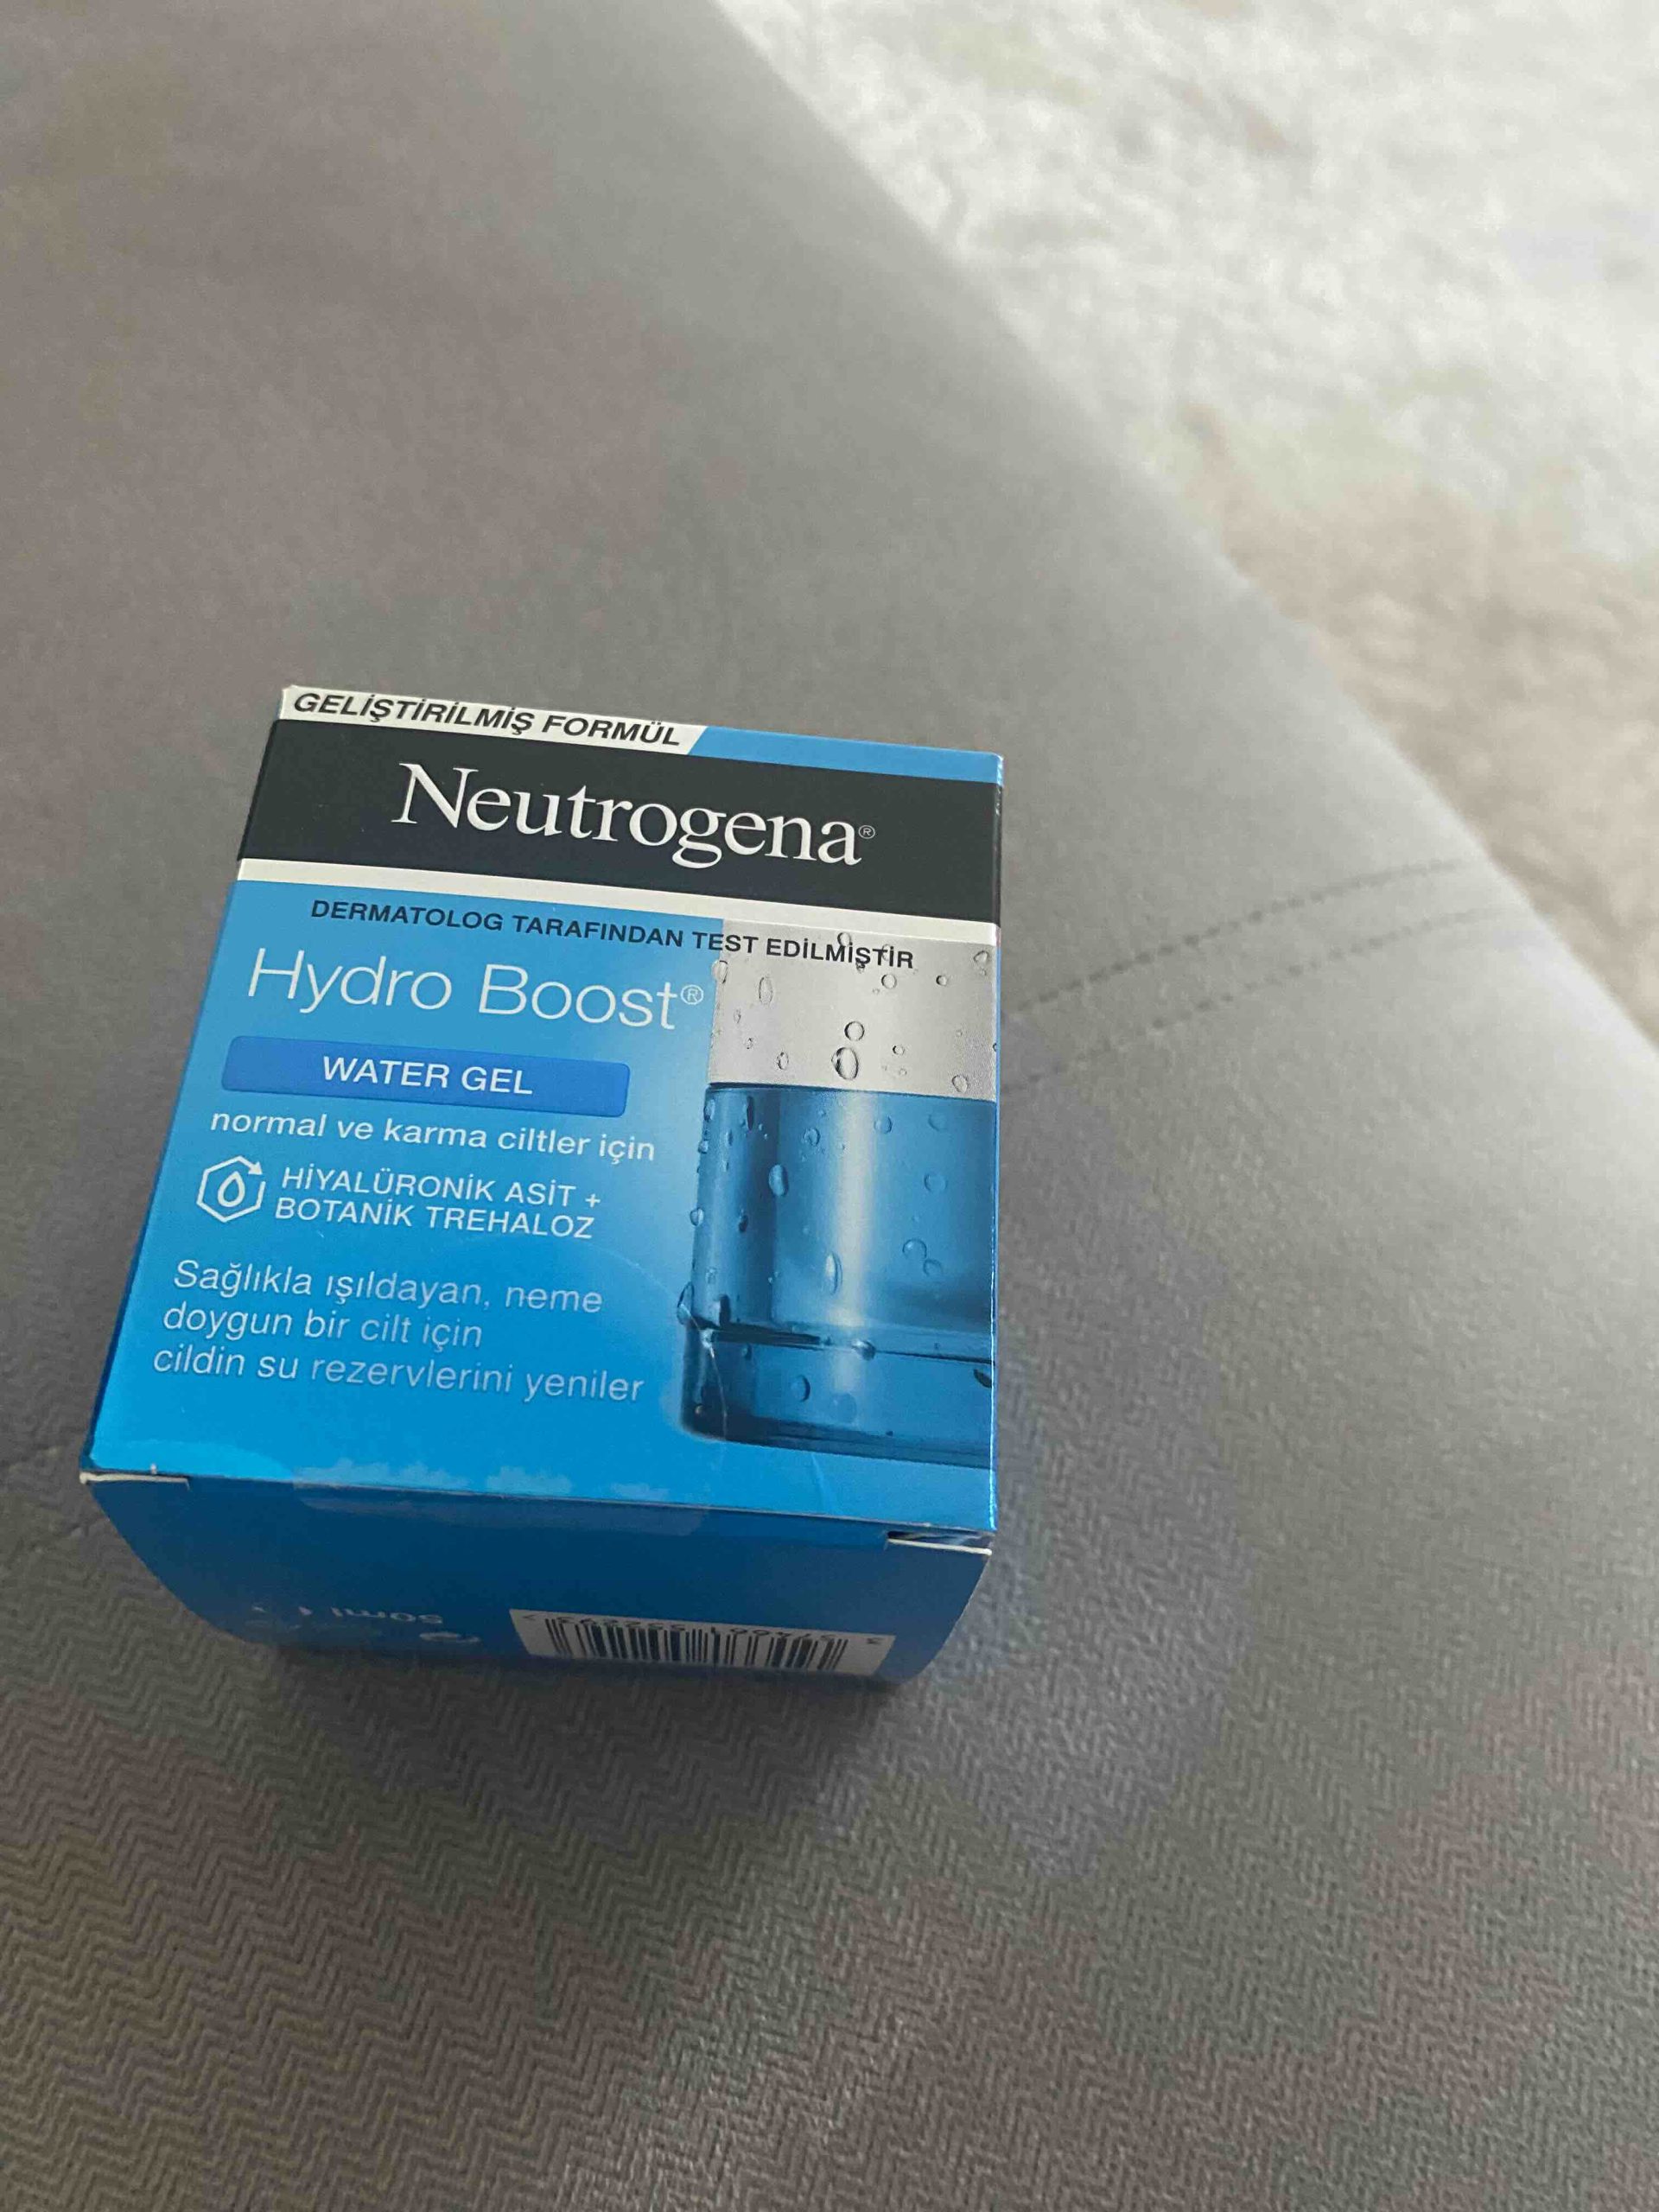 GELİŞTİRİLMİŞ FORMÜL
Neutrogena®
DERMATOLOG TARAFINDAN TEST EDİLMİŞTİR
Hydro Boost®
WATER GEL
normal ve karma ciltler için
HİYALÜRONİK ASİT +
BOTANİK TREHALOZ
Sağlıkla ışıldayan, neme
doygun bir cilt için
cildin su rezervlerini yeniler
50ml